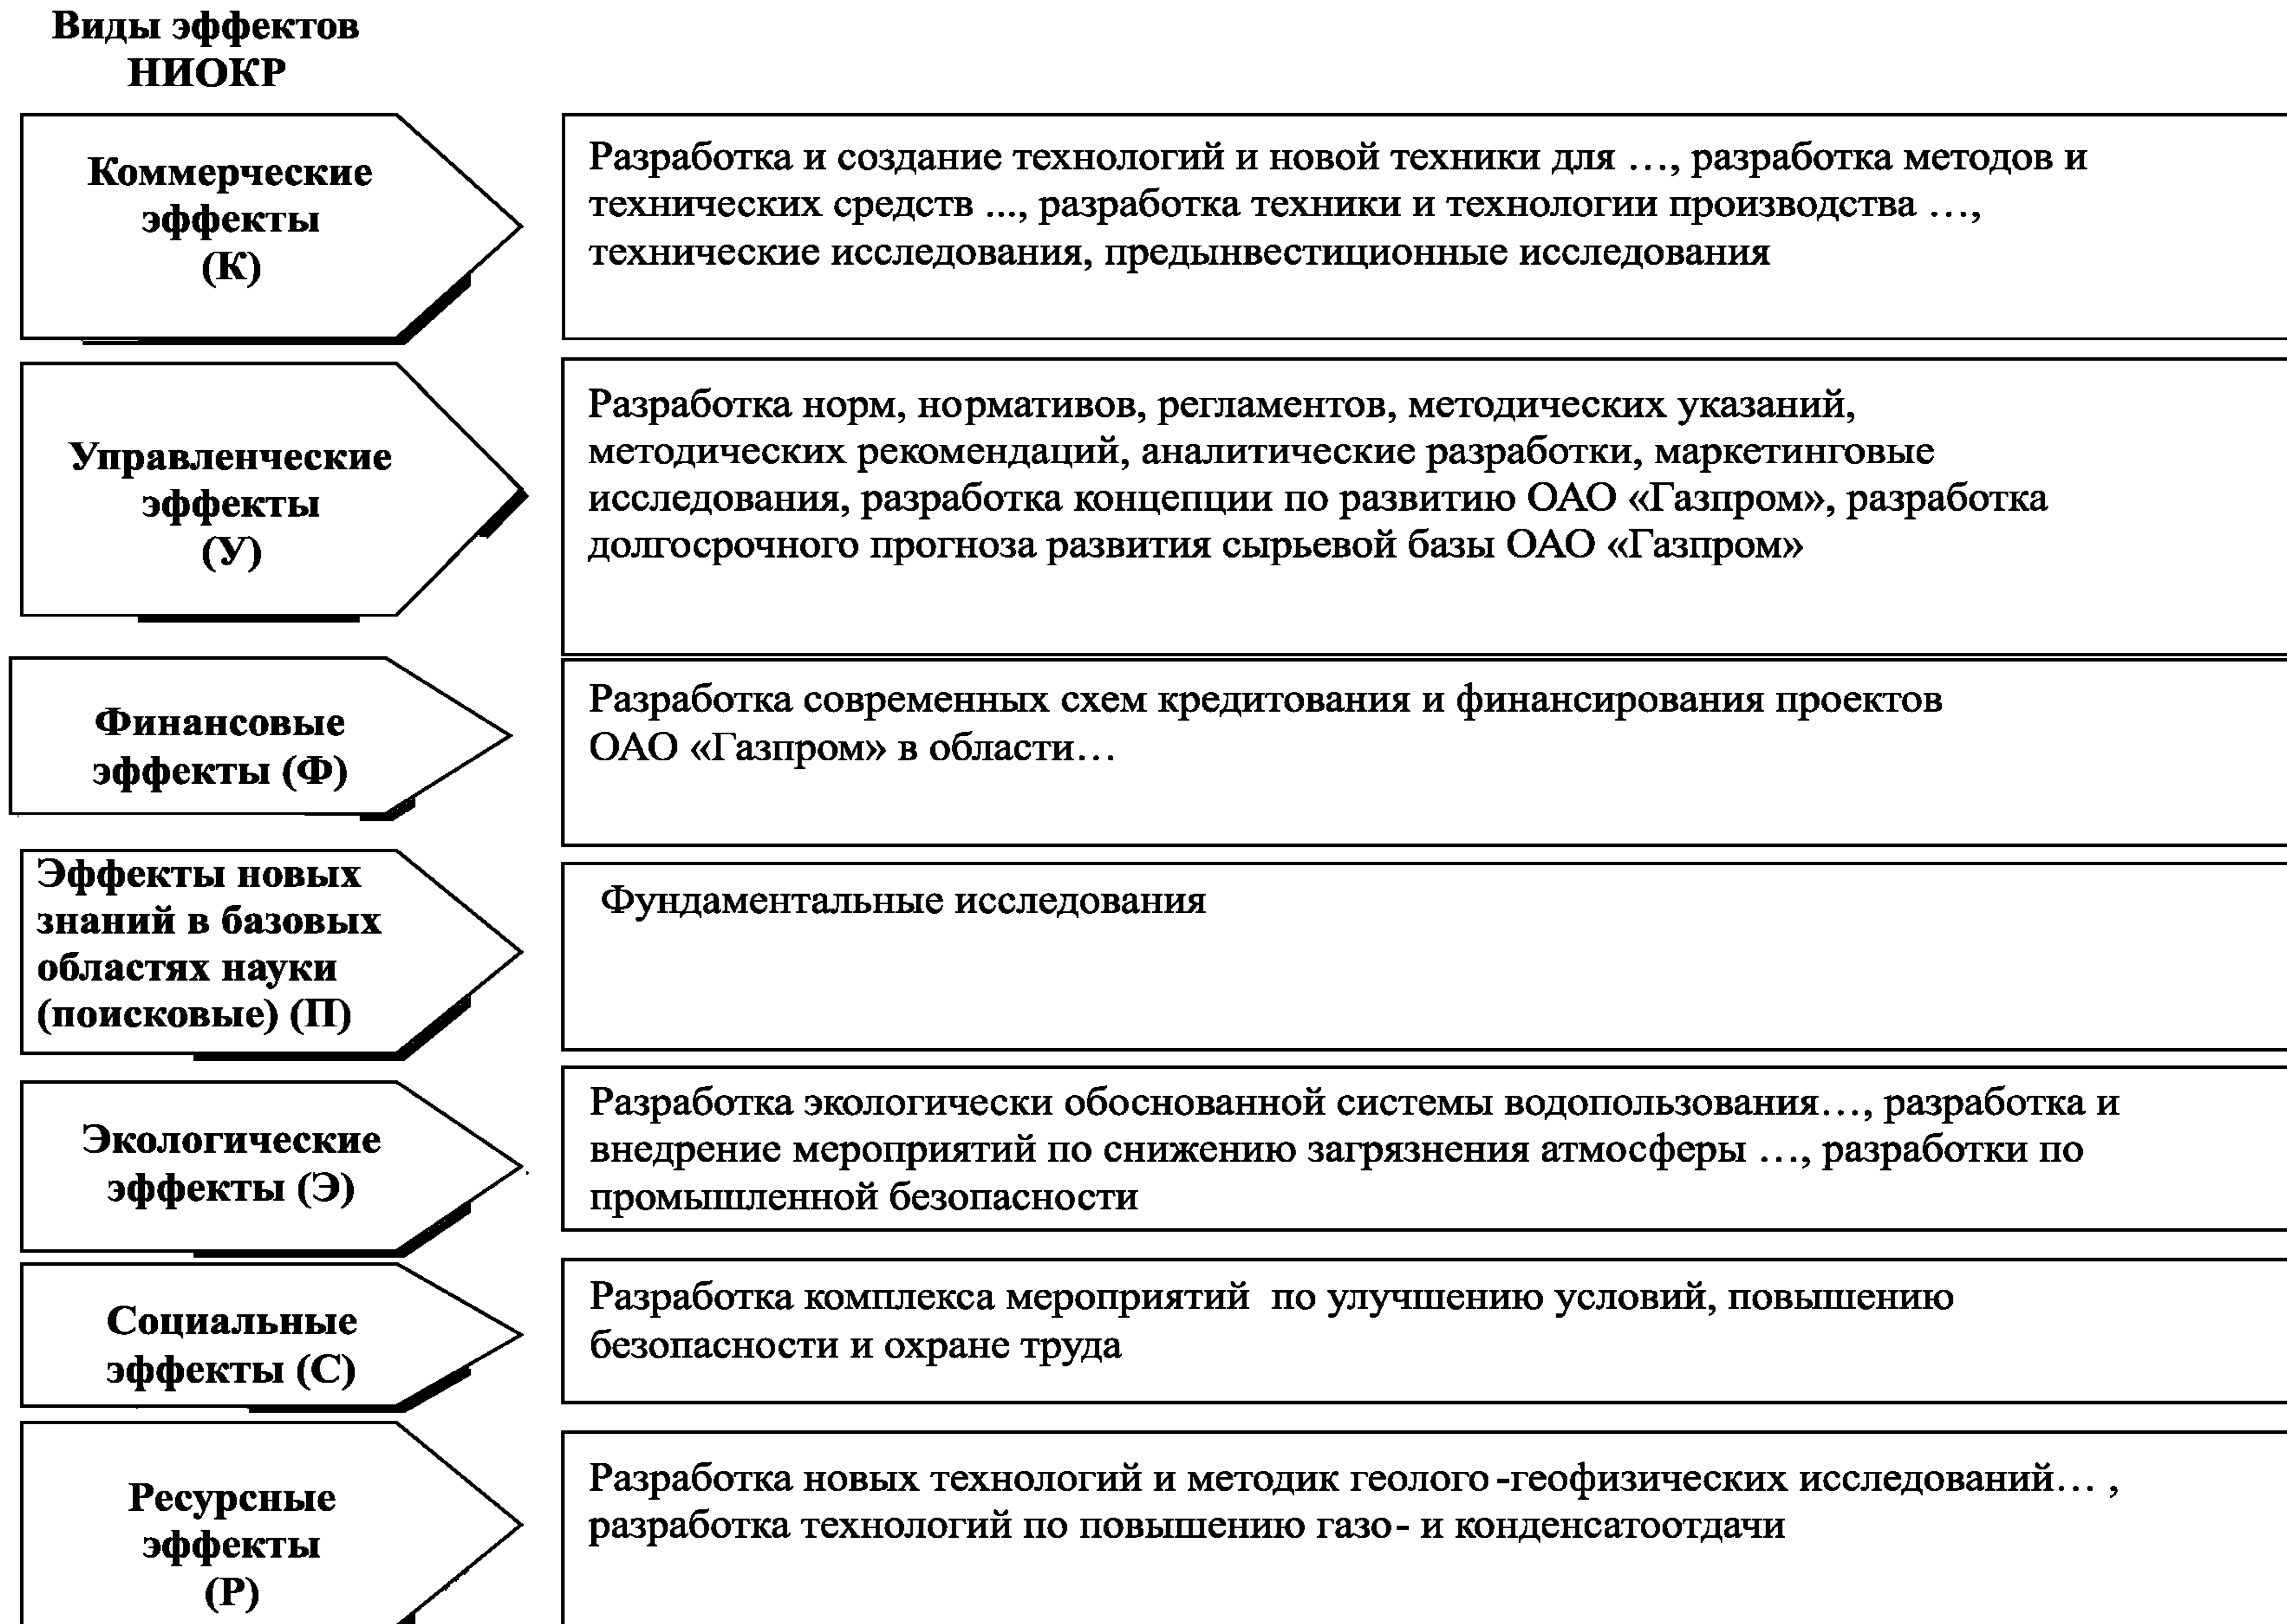 Виды эффектов
НИОКР
Коммерческие
эффекты
(К)
Разработка и создание технологий и новой техники для …, разработка методов и
технических средств ..., разработка техники и технологии производства …,
технические исследования, предынвестиционные исследования
Управленческие
эффекты
(У)
Разработка норм, нормативов, регламентов, методических указаний,
методических рекомендаций, аналитические разработки, маркетинговые
исследования, разработка концепции по развитию ОАО «Газпром», разработка
долгосрочного прогноза развития сырьевой базы ОАО «Газпром»
Финансовые
эффекты (Ф)
Разработка современных схем кредитования и финансирования проектов
ОАО «Газпром» в области…
Эффекты новых
знаний в базовых
областях науки
(поисковые) (П)
Фундаментальные исследования
Экологические
эффекты (Э)
Разработка экологически обоснованной системы водопользования…, разработка и
внедрение мероприятий по снижению загрязнения атмосферы …, разработки по
промышленной безопасности
Социальные
эффекты (С)
Разработка комплекса мероприятий по улучшению условий, повышению
безопасности и охране труда
Ресурсные
эффекты
(Р)
Разработка новых технологий и методик геолого -геофизических исследований… ,
разработка технологий по повышению газо- и конденсатоотдачи